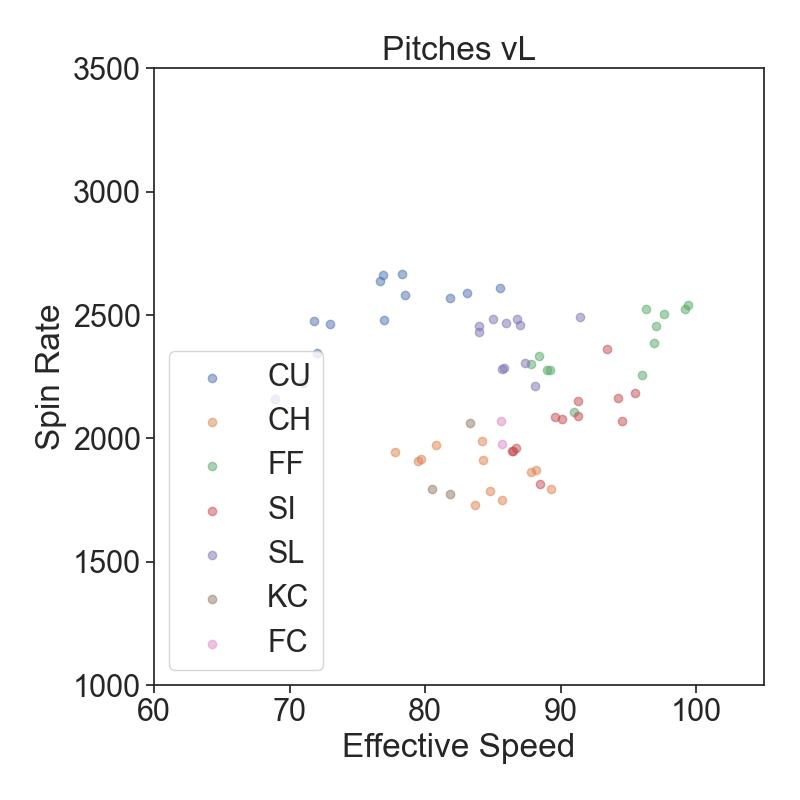 Pitches vL
3500
3000
2500
2000
1500
1000
Spin Rate
CU
CH
FF
SI
SL
KC
FC
60 70 80 90 100
Effective Speed